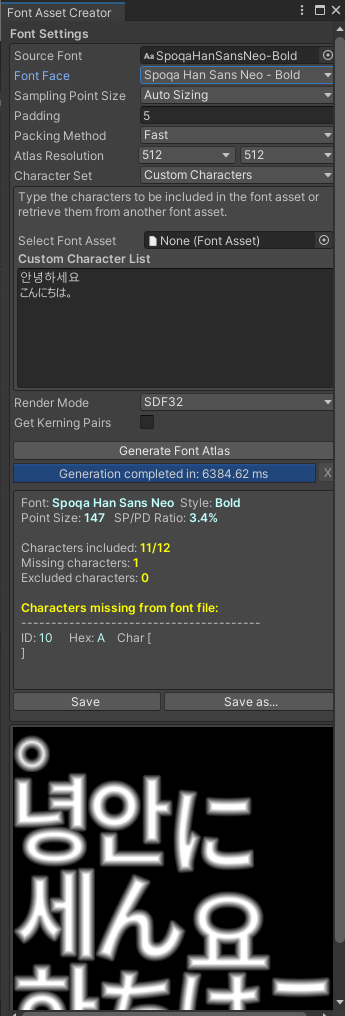 Font Asset Creator
Font Settings
Source Font
Aa SpoqaHanSansNeo-Bold
Font Face
Spoqa Han Sans Neo - Bold
Sampling Point Size
Auto Sizing
Padding
5
Packing Method
Fast
Atlas Resolution
512
512
Character Set
Custom Characters
Type the characters to be included in the font asset or
retrieve them from another font asset.
Select Font Asset
None (Font Asset)
Custom Character List
안녕하세요
こんにちは。
Render Mode
SDF32
Get Kerning Pairs
Generate Font Atlas
Generation completed in: 6384.62 ms
X
Font: Spoqa Han Sans Neo Style: Bold
Point Size: 147 SP/PD Ratio: 3.4%
Characters included: 11/12
Missing characters: 1
Excluded characters: 0
Characters missing from font file:
----------------------------------------
ID: 10 Hex: A Char [
]
Save
Save as...
。
녕안に
세ん요
하ちはこ